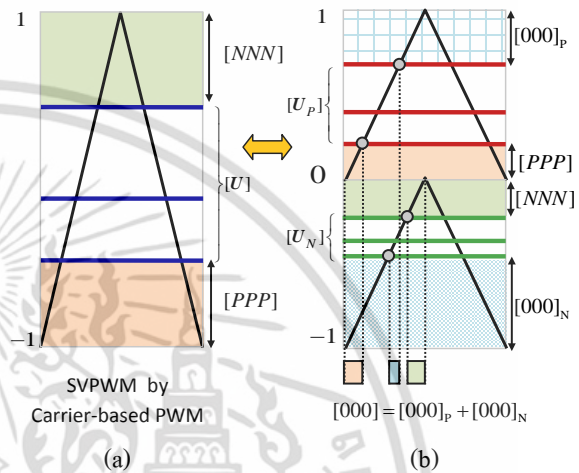 1
[NNN]
[U]
[PPP]
−1
SVPWM by
Carrier-based PWM
(a)
1
[000]P
[UP]
[PPP]
0
[NNN]
[UN]
[000]N
−1
[000] = [000]P + [000]N
(b)